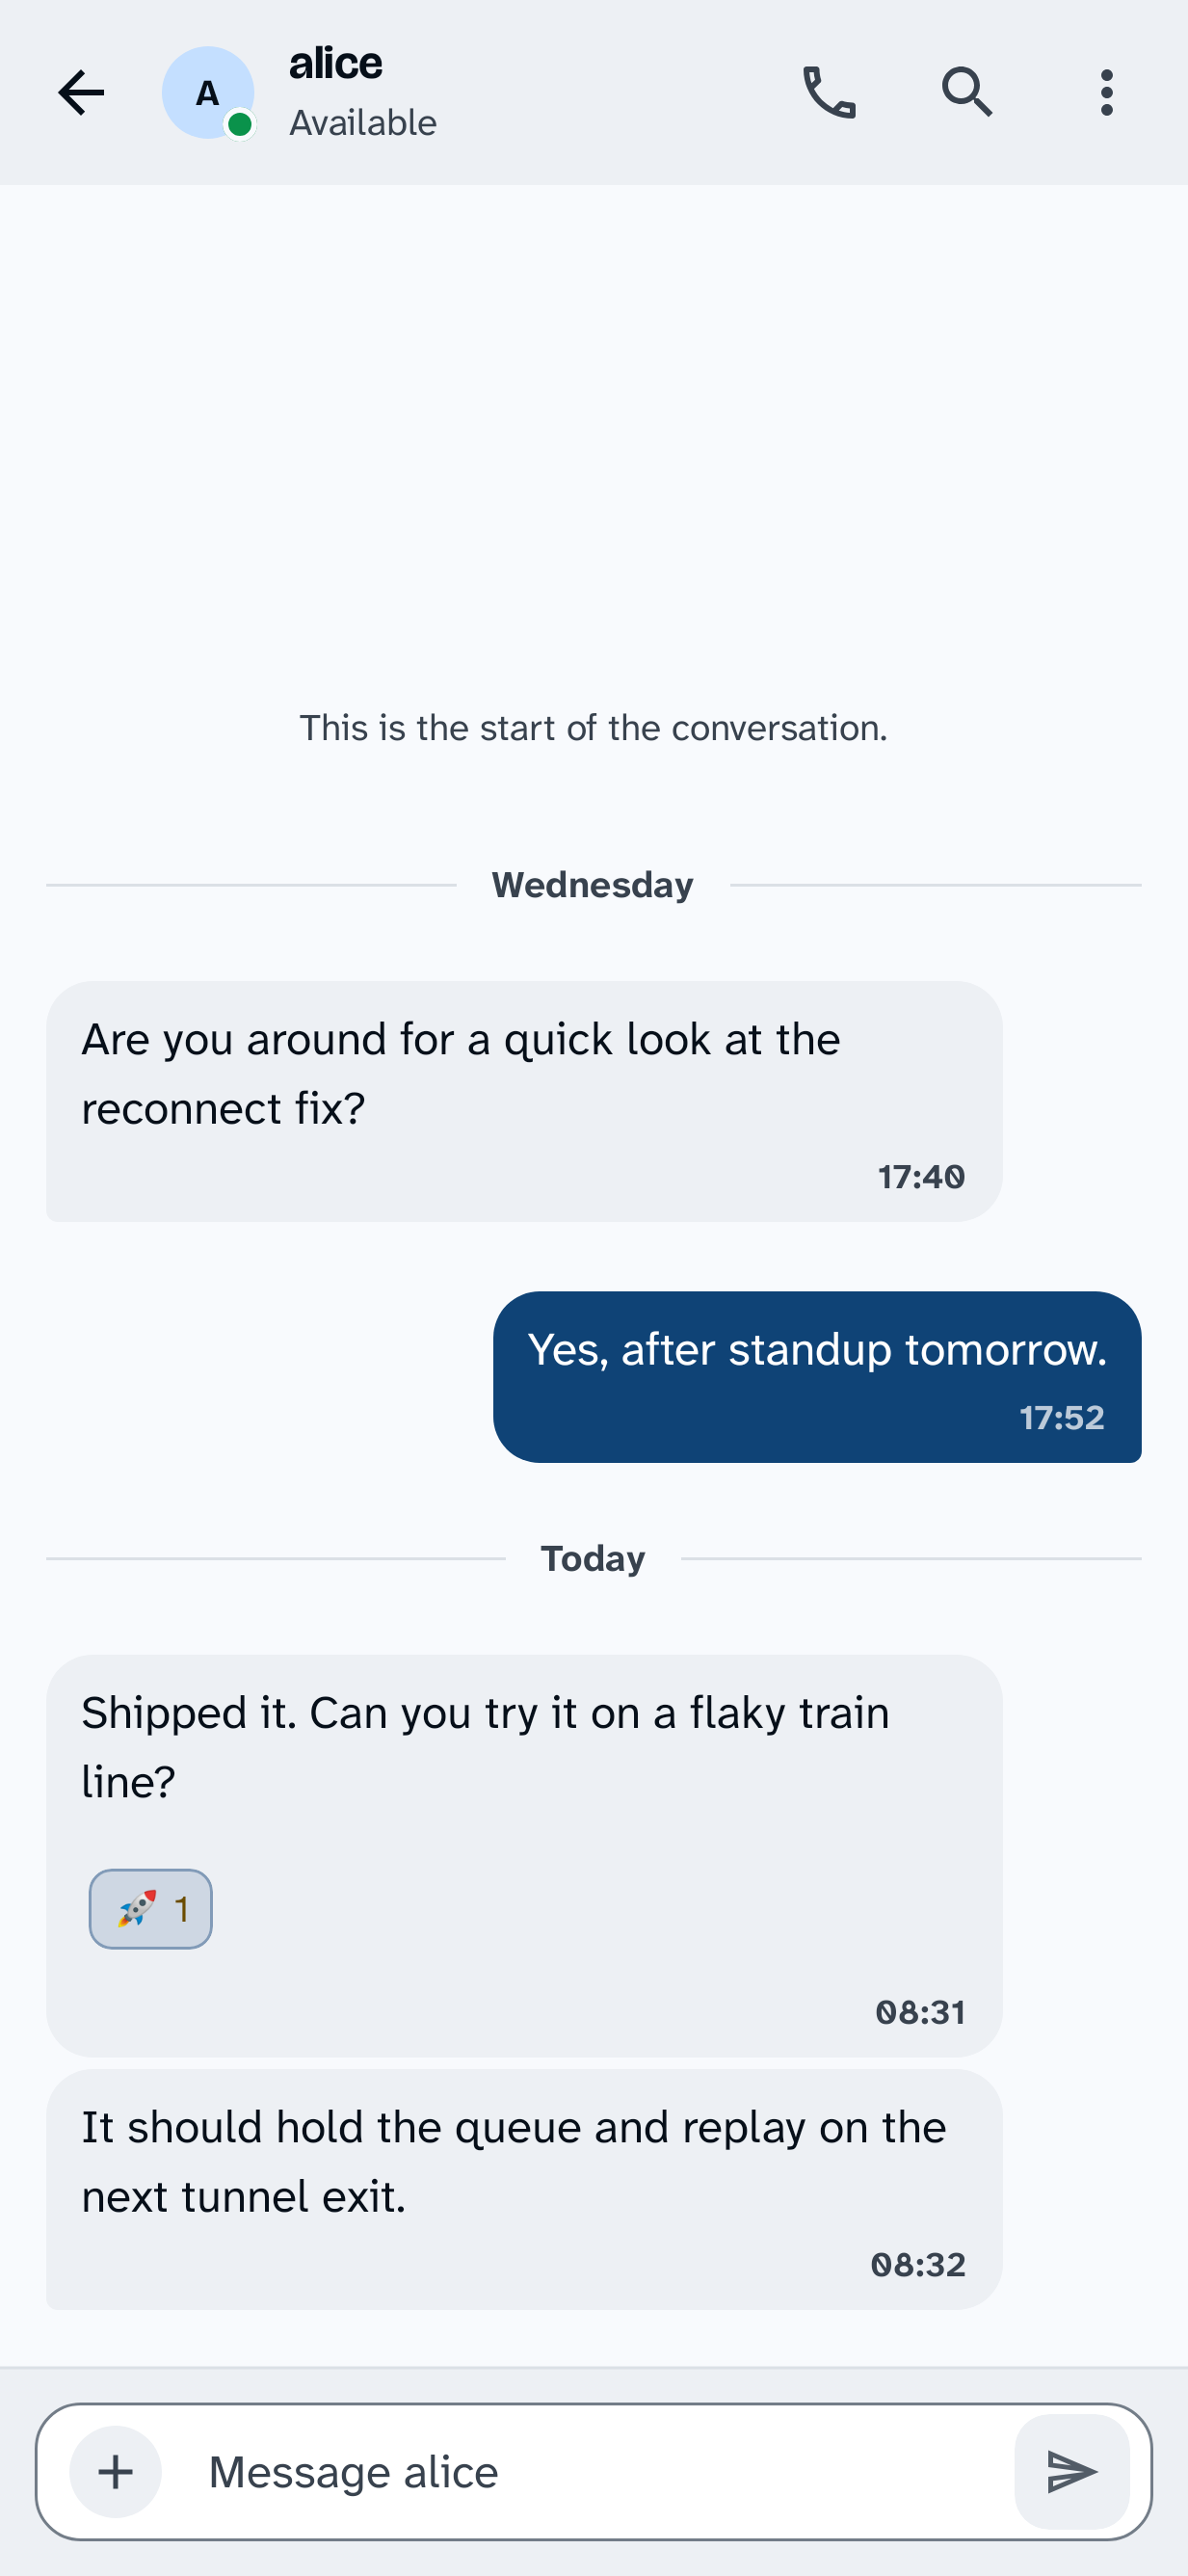 A
alice
Available
This is the start of the conversation.
Wednesday
Are you around for a quick look at the
reconnect fix?
17:40
Yes, after standup tomorrow.
17:52
Today
Shipped it. Can you try it on a flaky train
line?
🚀 1
08:31
It should hold the queue and replay on the
next tunnel exit.
08:32
Message alice